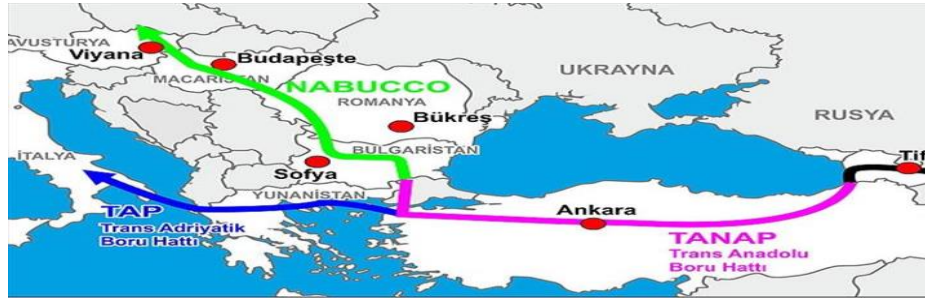 AVUSTURYA
Viyana
Budapeşte
MACARİSTAN
NABUCCO
UKRAYNA
ROMANYA
RUSYA
Bükreş
İTALYA
BULGARİSTAN
Sofya
Tif
YUNANİSTAN
TAP
Trans Adriyatik
Boru Hattı
Ankara
TANAP
Trans Anadolu
Boru Hattı